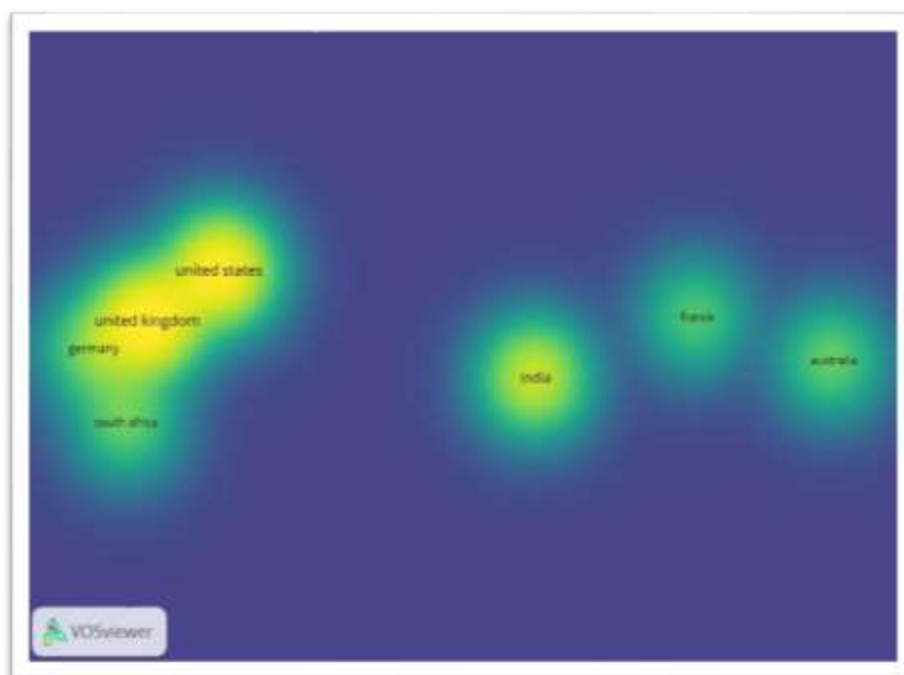 united states
united kingdom
germany
south africa
india
france
australia
VOSviewer